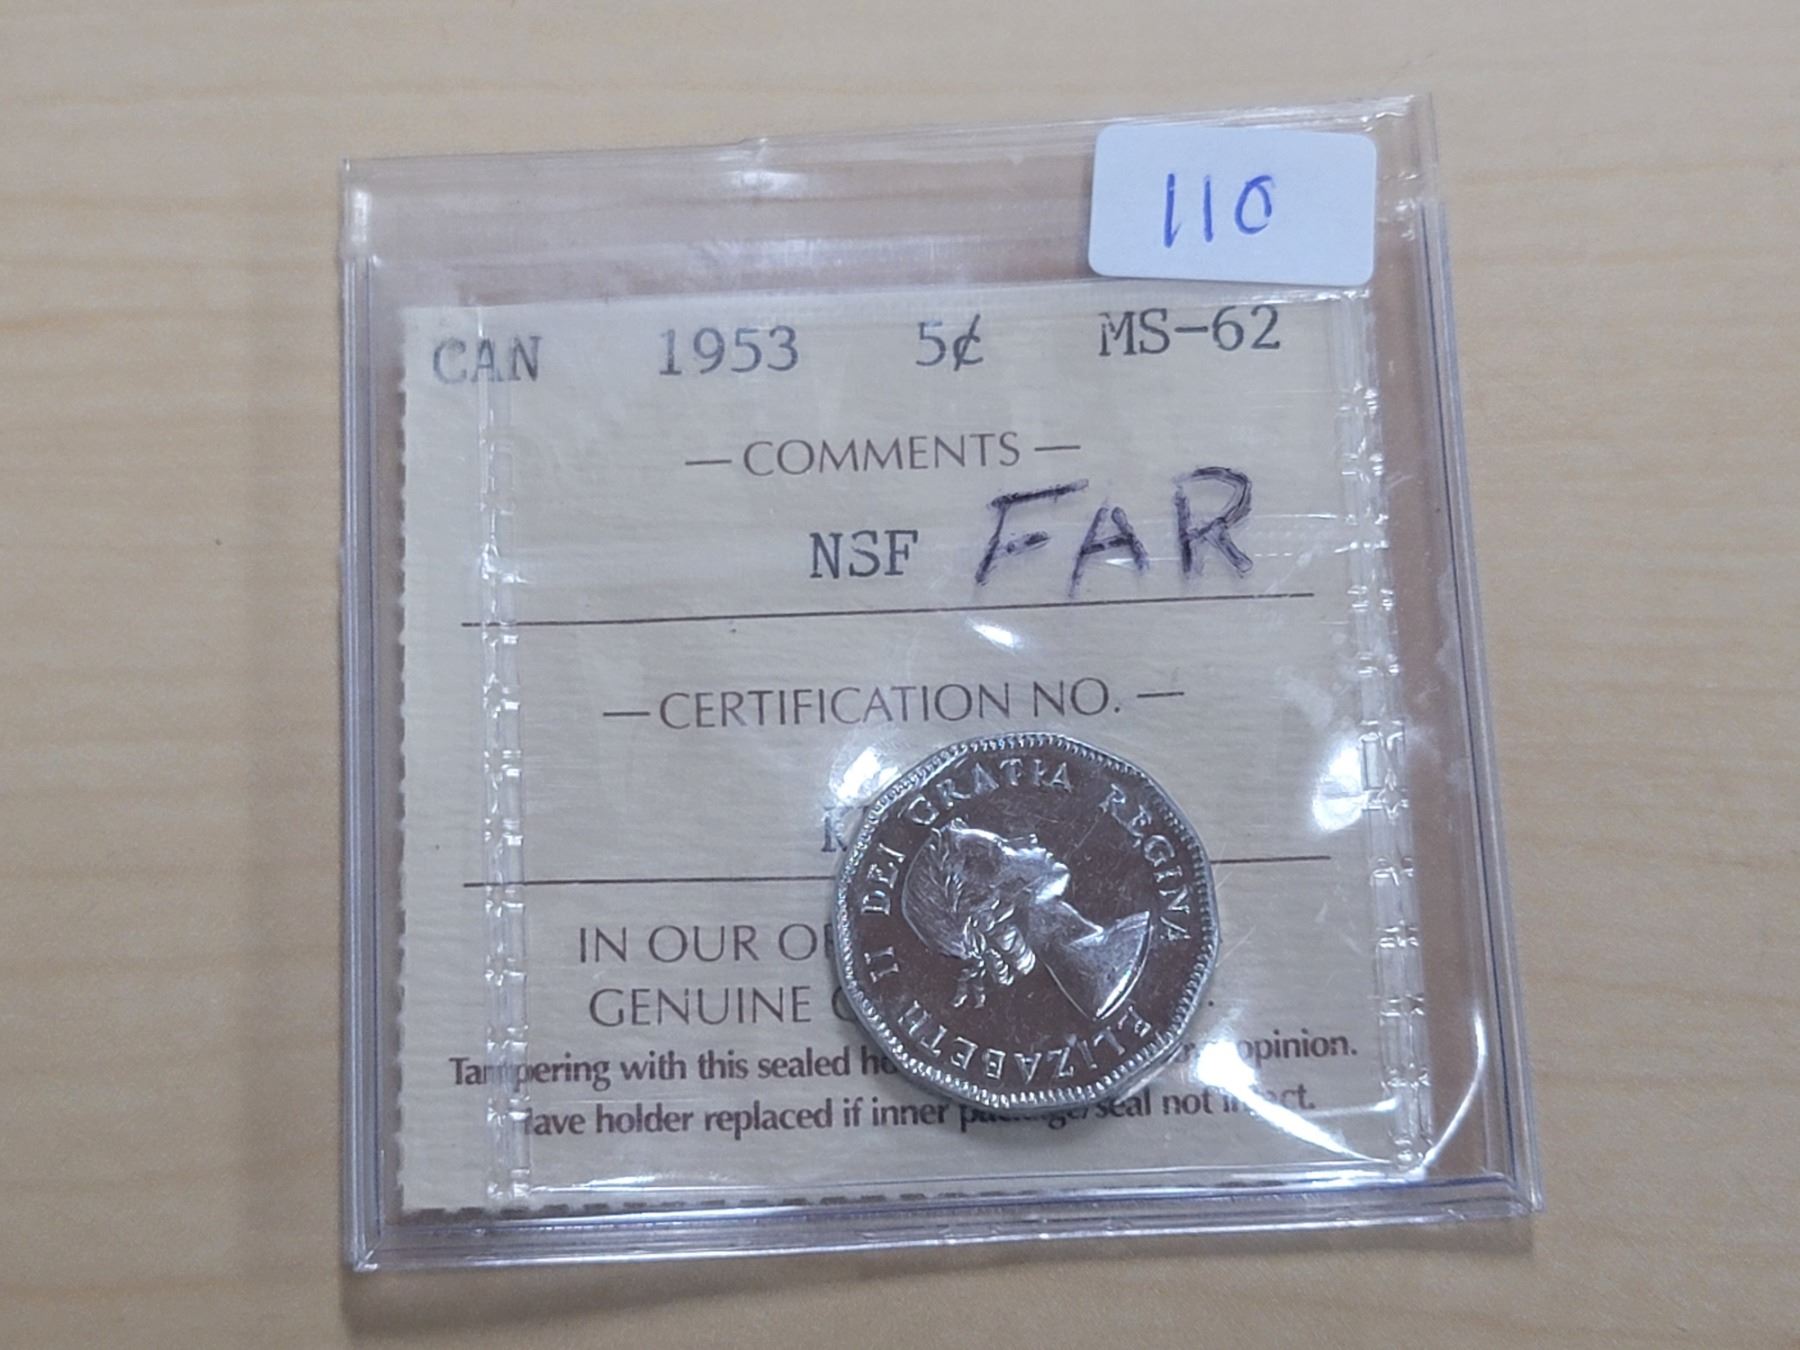 110
CAN 1953 5¢ MS-62
— COMMENTS —
NSF FAR
— CERTIFICATION NO. —
IN OUR
GENUINE
Tampering with this sealed opinion.
Have holder replaced if inner package/seal not intact.
ELIZABETH II DEI GRATIA REGINA